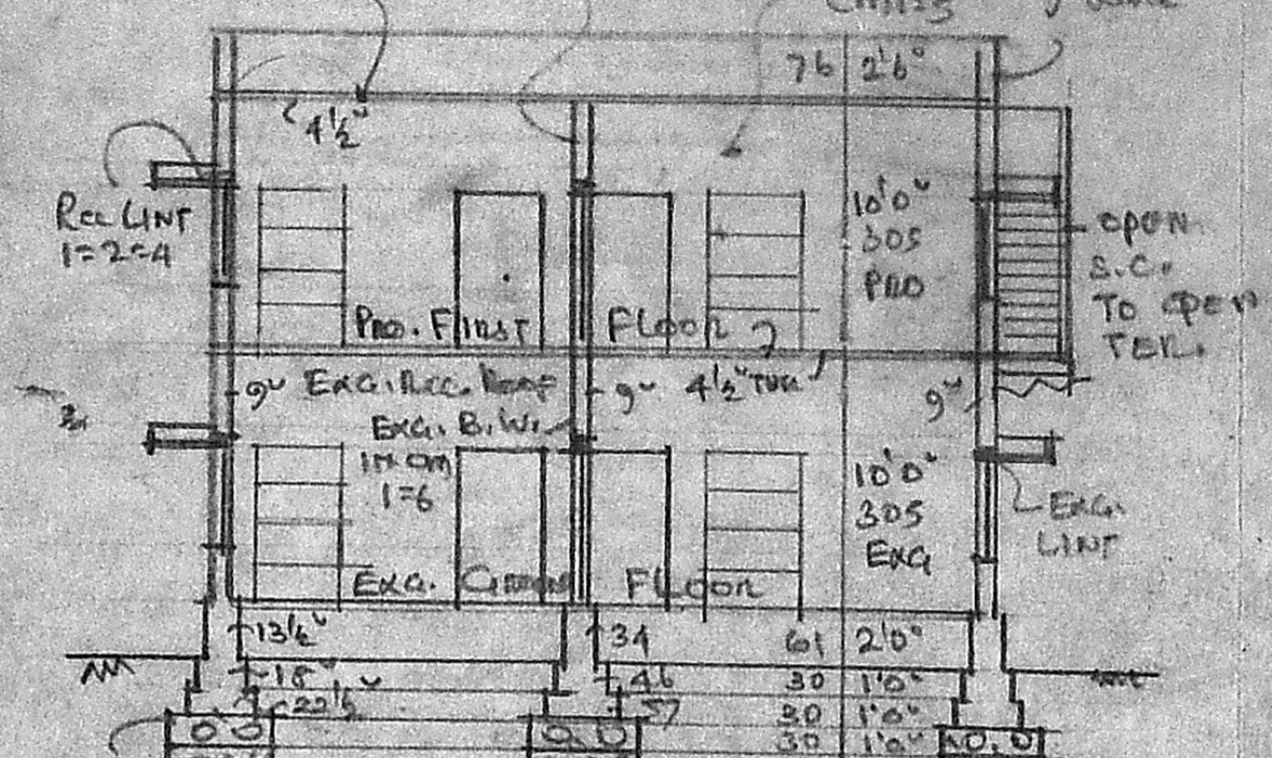 76 2'6"
4½"
RCC LINT
1=2=4
10'0"
305
PRO
OPEN
S.C.
TO OPEN
TER.
PRO. FIRST FLOOR
9" EXG. R.CC. ROOF 9" 4½" 9"
EXG. B.W.
IN CM
1=6
10'0"
305
EXG
EXG.
LINT
EXG. GROUND FLOOR
13½" 34 61 2'0"
18" 46 30 1'0"
22½" 57 30 1'0"
30 1'0"